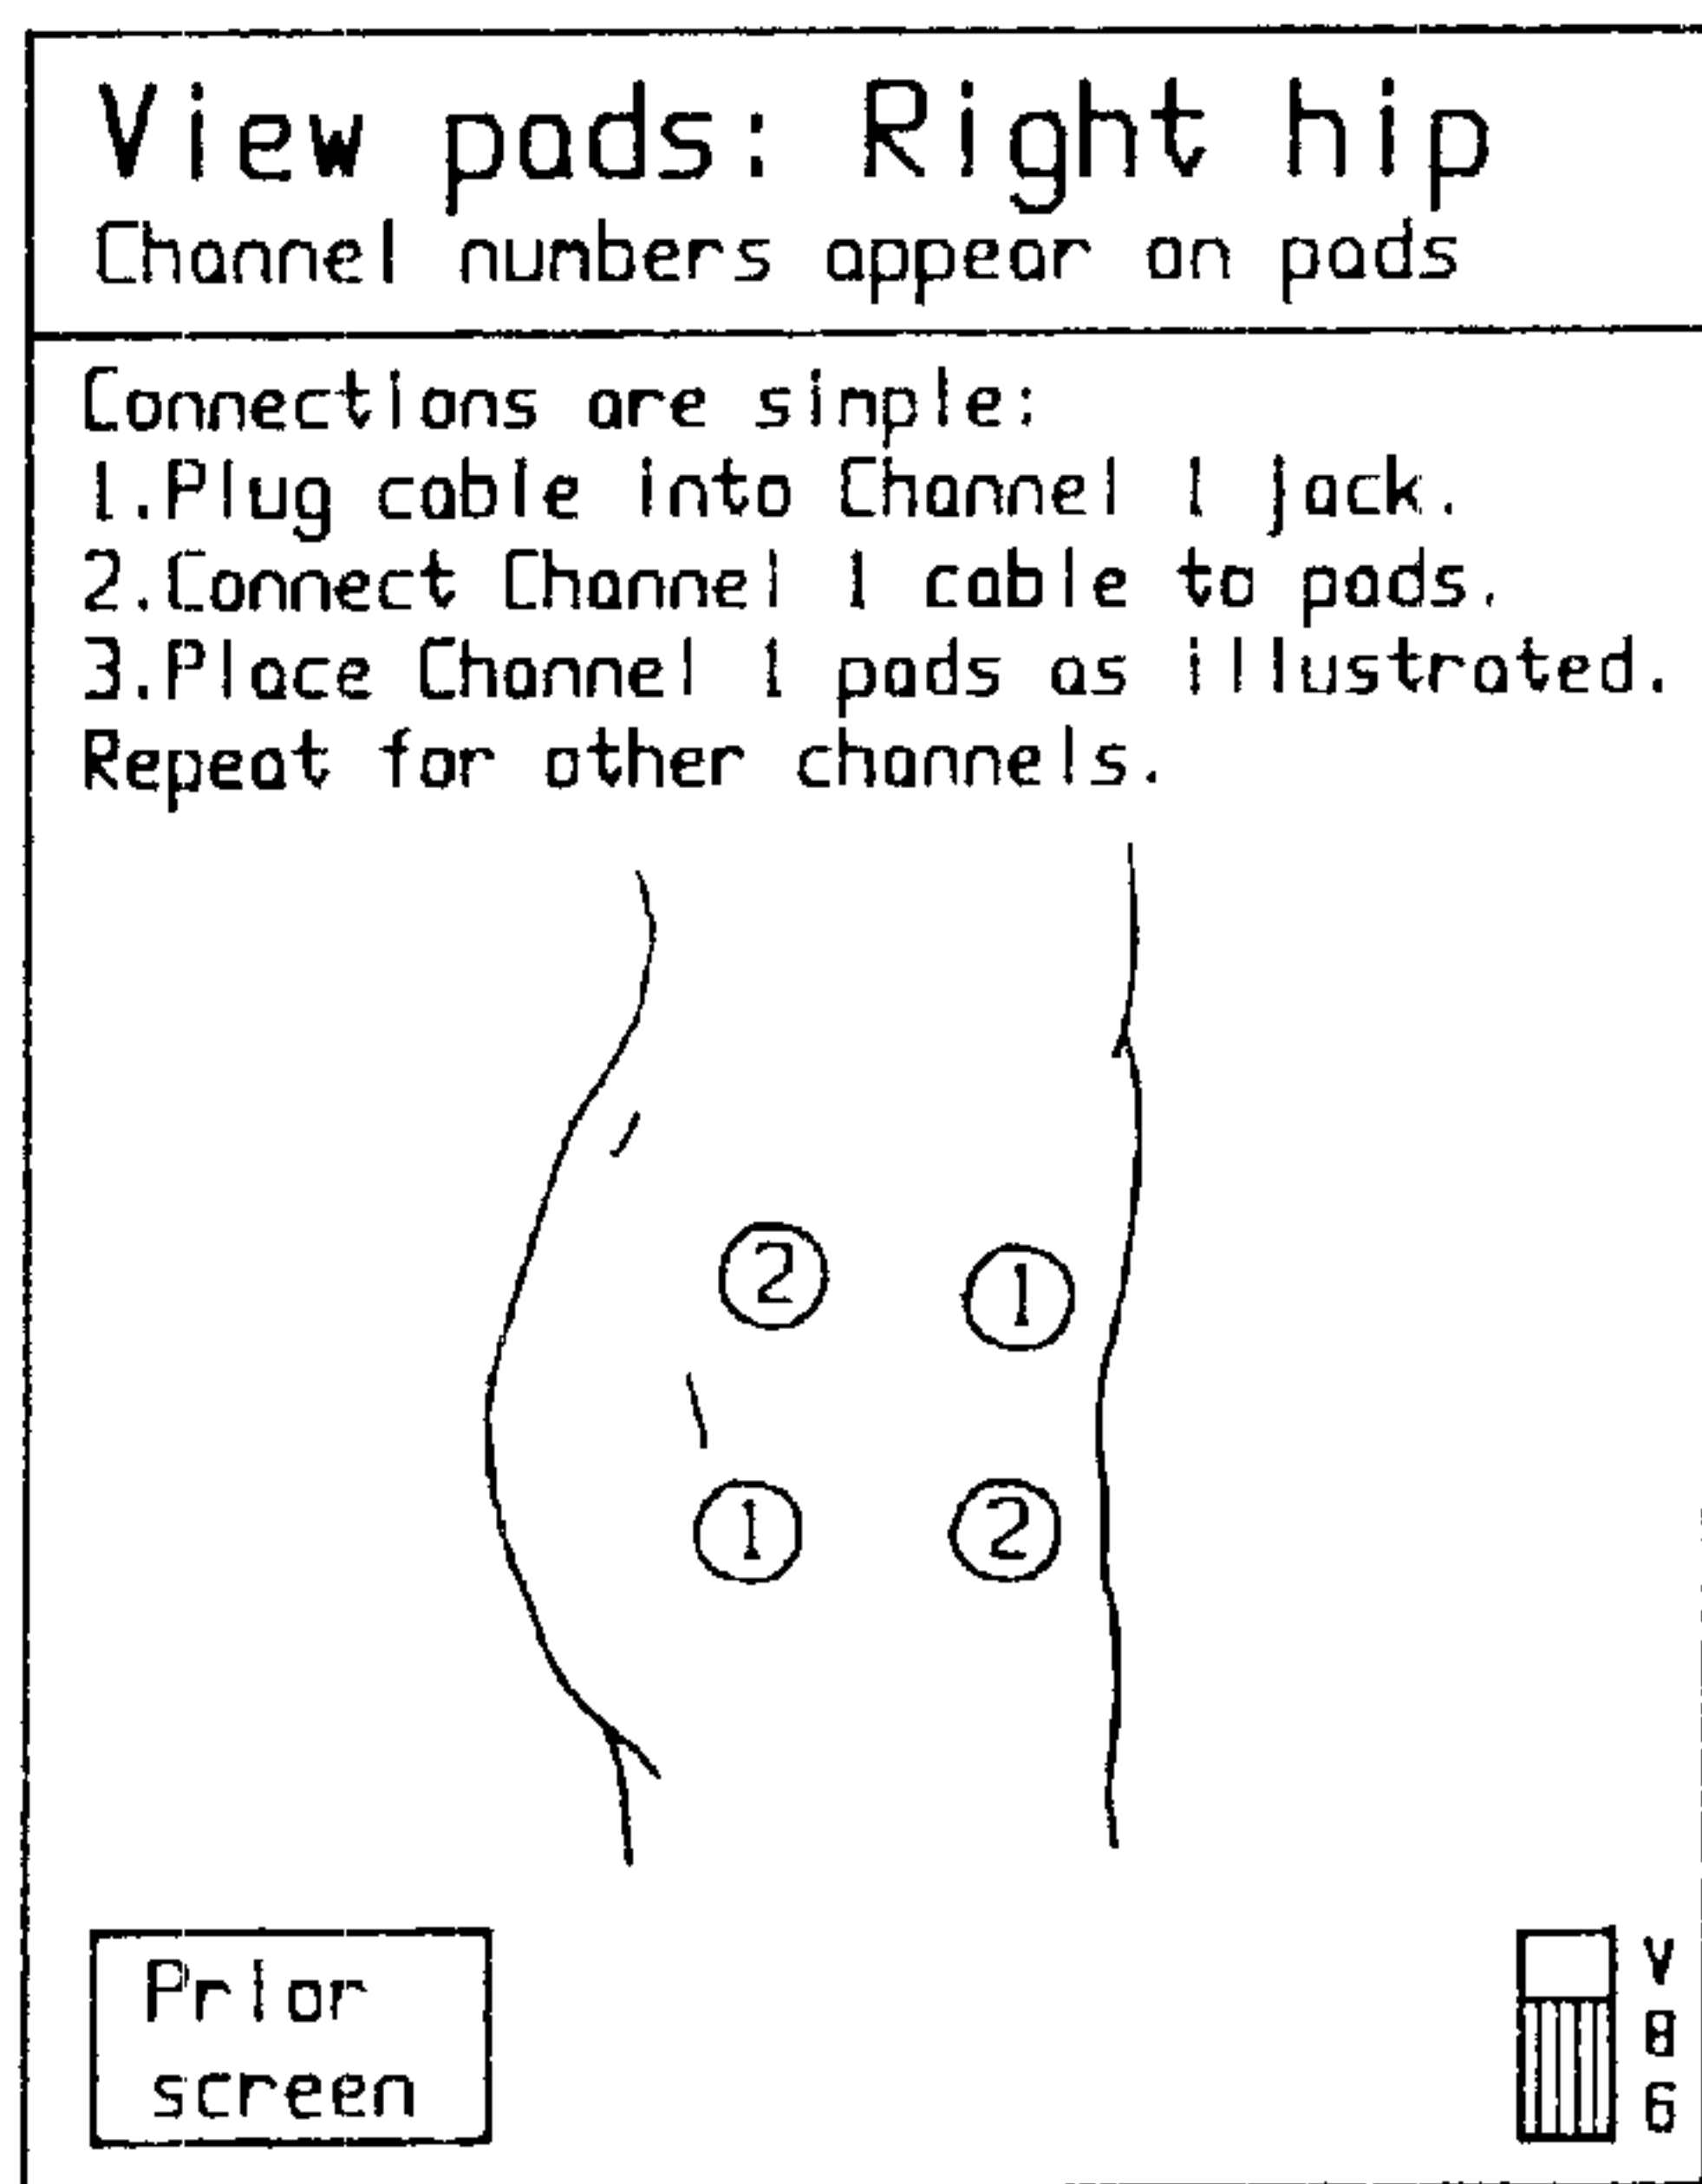 View pads: Right hip
Channel numbers appear on pads
Connections are simple:
1.Plug cable into Channel 1 jack.
2.Connect Channel 1 cable to pads.
3.Place Channel 1 pads as illustrated.
Repeat for other channels.
2 1
1 2
Prior
screen
V
8
6